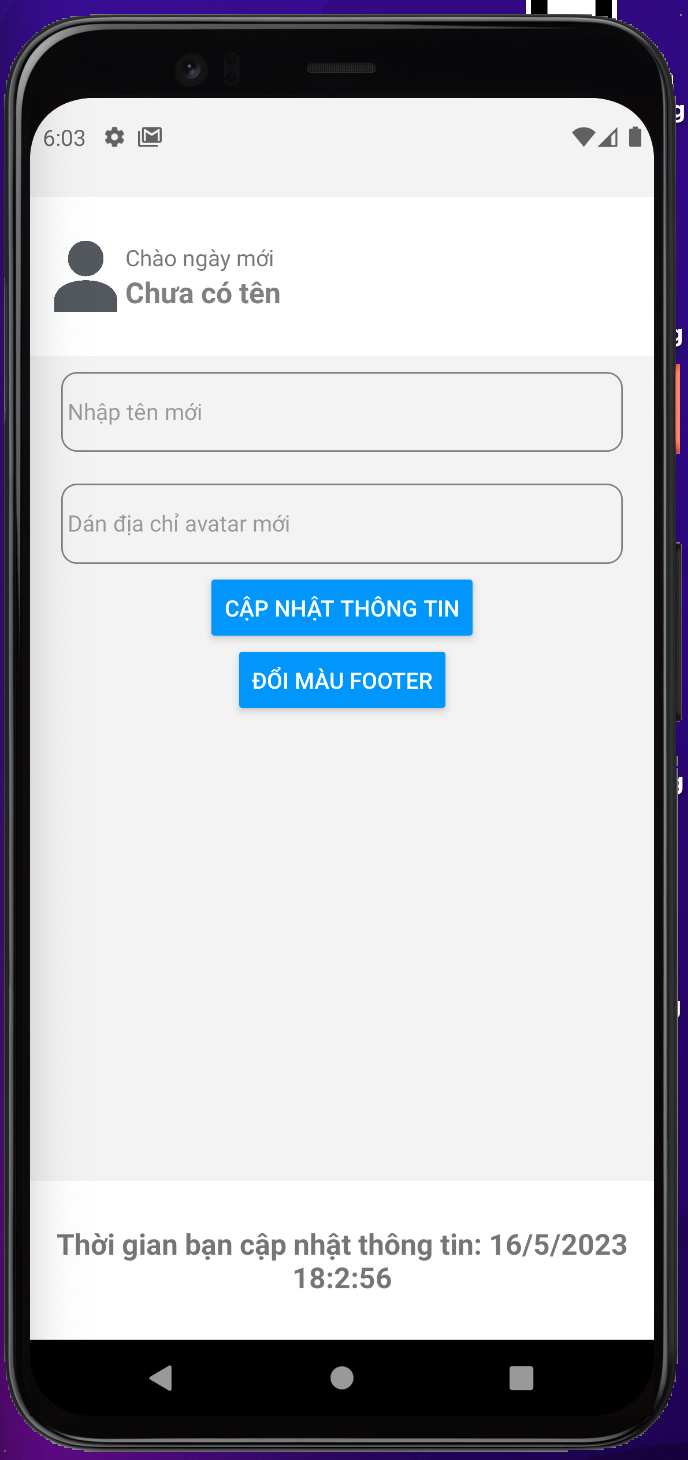 6:03
Chào ngày mới
Chưa có tên
Nhập tên mới
Dán địa chỉ avatar mới
CẬP NHẬT THÔNG TIN
ĐỔI MÀU FOOTER
Thời gian bạn cập nhật thông tin: 16/5/2023
18:2:56